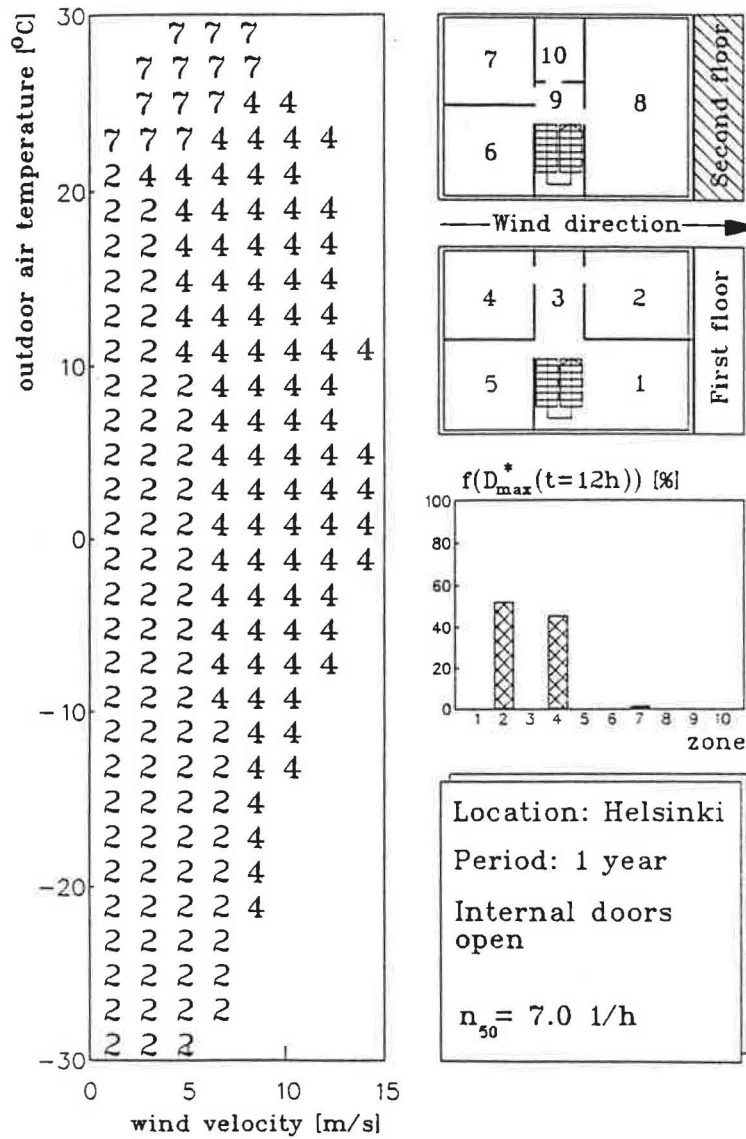 outdoor air temperature [°C]
30
7 7 7
7 7 7 7
7 7 7 4 4
7 7 7 4 4 4 4
20
2 4 4 4 4 4
2 2 4 4 4 4 4
2 2 4 4 4 4 4
2 2 4 4 4 4 4
2 2 4 4 4 4 4
10
2 2 4 4 4 4 4 4
2 2 2 4 4 4 4
2 2 2 4 4 4 4
2 2 2 4 4 4 4 4
2 2 2 4 4 4 4 4
2 2 2 4 4 4 4 4
0
2 2 2 4 4 4 4 4
2 2 2 4 4 4 4
2 2 2 4 4 4 4
2 2 2 4 4 4 4
2 2 2 4 4 4
-10
2 2 2 2 4 4
2 2 2 2 4 4
2 2 2 2 4
2 2 2 2 4
2 2 2 2 4
-20
2 2 2 2 4
2 2 2 2
2 2 2 2
2 2 2 2
2 2 2
-30
0 5 10 15
wind velocity [m/s]
7 10
9 8
6
Second floor
Wind direction
4 3 2
5 1
First floor
f(D*max(t=12h)) [%]
100
80
60
40
20
0
1 2 3 4 5 6 7 8 9 10
zone
Location: Helsinki
Period: 1 year
Internal doors
open
n50= 7.0 1/h